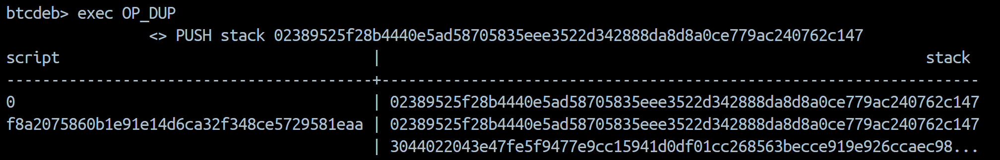 btcdeb> exec OP_DUP
<> PUSH stack 02389525f28b4440e5ad58705835eee3522d342888da8d8a0ce779ac240762c147
script | stack
-----------------------------------------+-------------------------------------------------------------------
0 | 02389525f28b4440e5ad58705835eee3522d342888da8d8a0ce779ac240762c147
f8a2075860b1e91e14d6ca32f348ce5729581eaa | 02389525f28b4440e5ad58705835eee3522d342888da8d8a0ce779ac240762c147
| 3044022043e47fe5f9477e9cc15941d0df01cc268563becce919e926ccaec98...